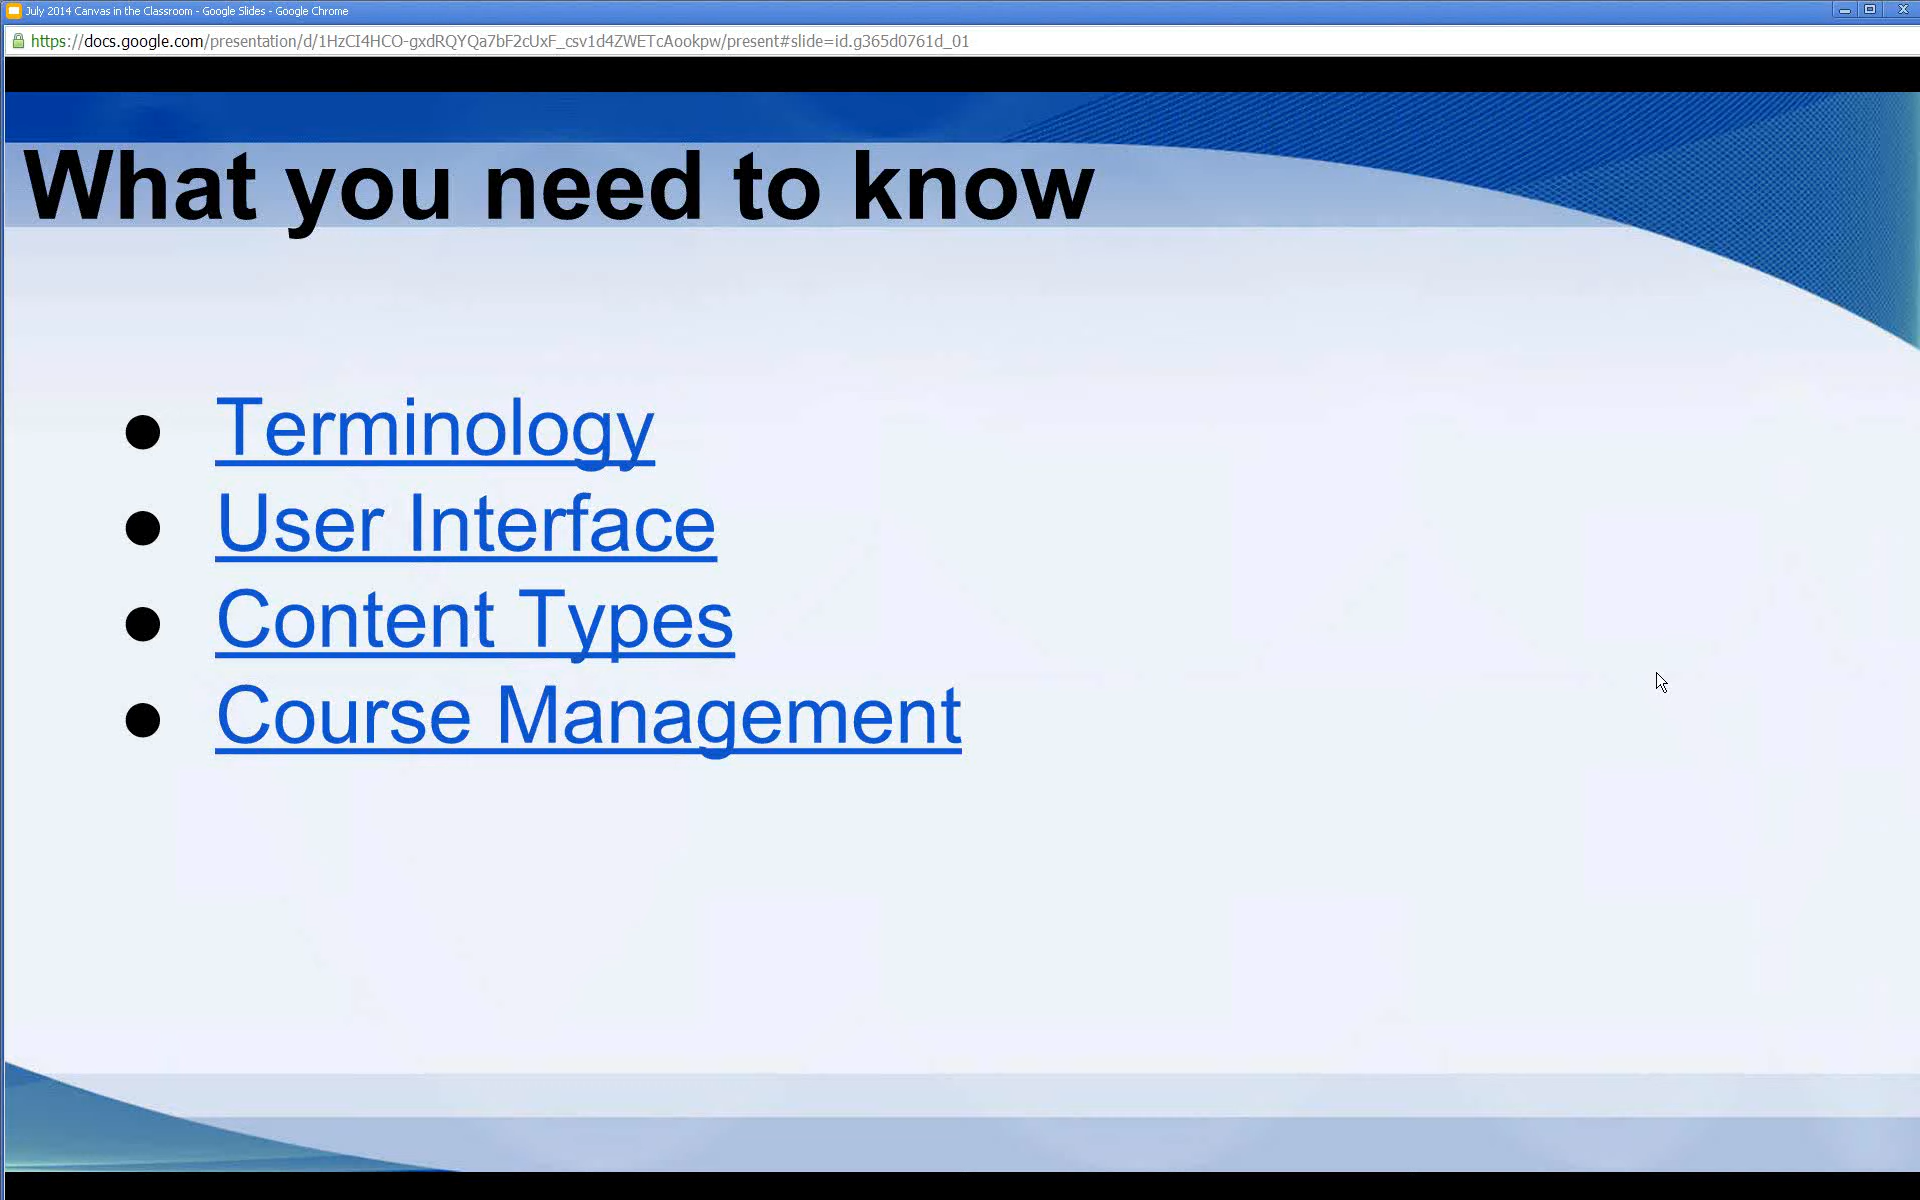 July 2014 Canvas in the Classroom - Google Slides - Google Chrome
https://docs.google.com/presentation/d/1HzCI4HCO-gxdRQYQa7bF2cUxF_csv1d4ZWETcAookpw/present#slide=id.g365d0761d_01
What you need to know
● Terminology
● User Interface
● Content Types
● Course Management